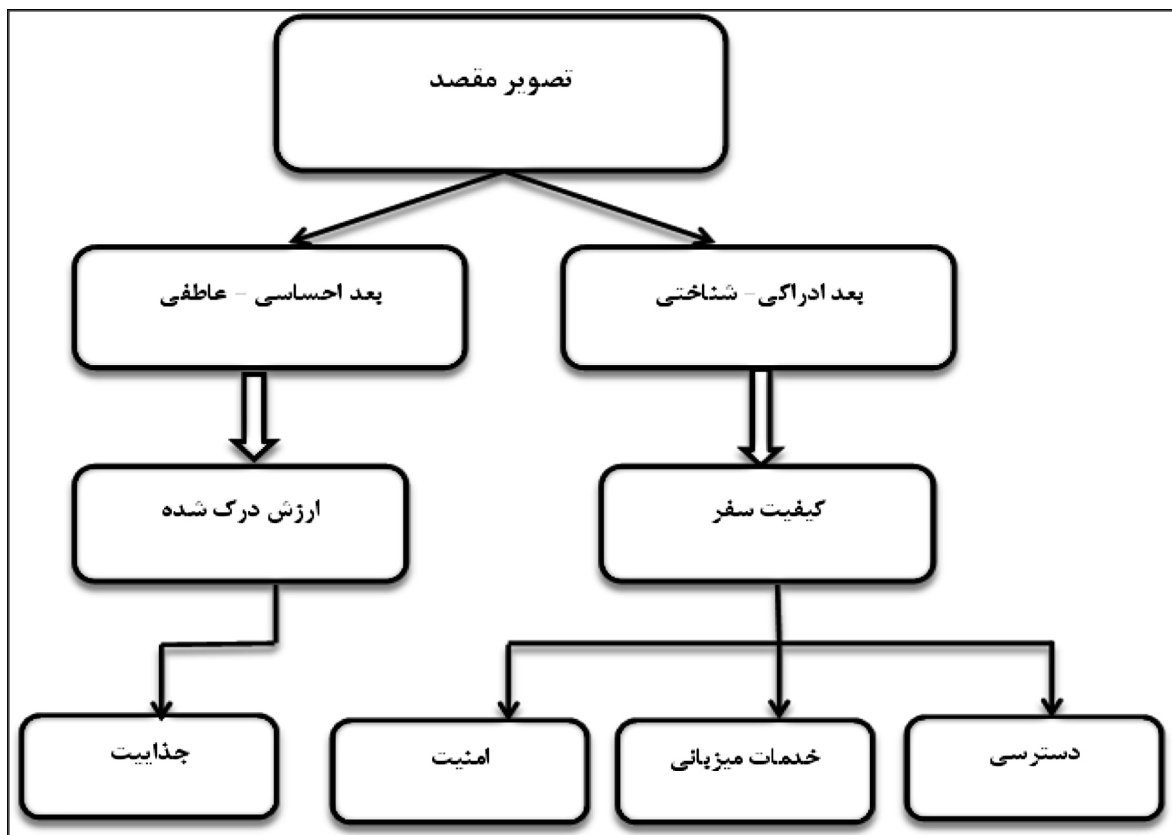 تصویر مقصد
بعد ادراکی- شناختی
بعد احساسی - عاطفی
کیفیت سفر
ارزش درک شده
دسترسی
خدمات میزبانی
امنیت
جذابیت